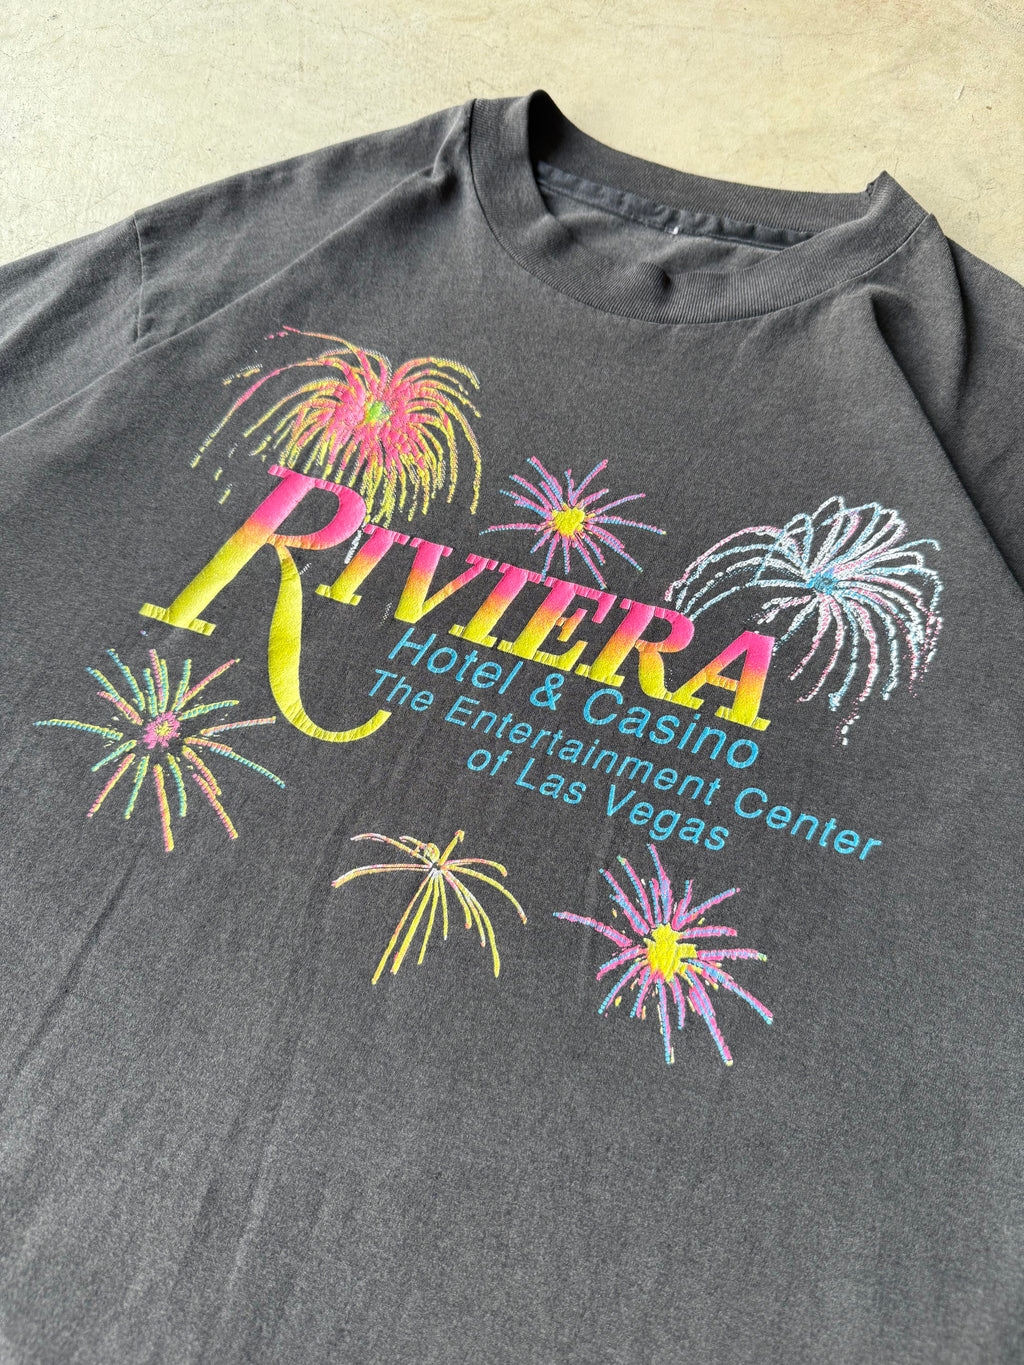 RIVIERA
Hotel & Casino
The Entertainment Center
of Las Vegas